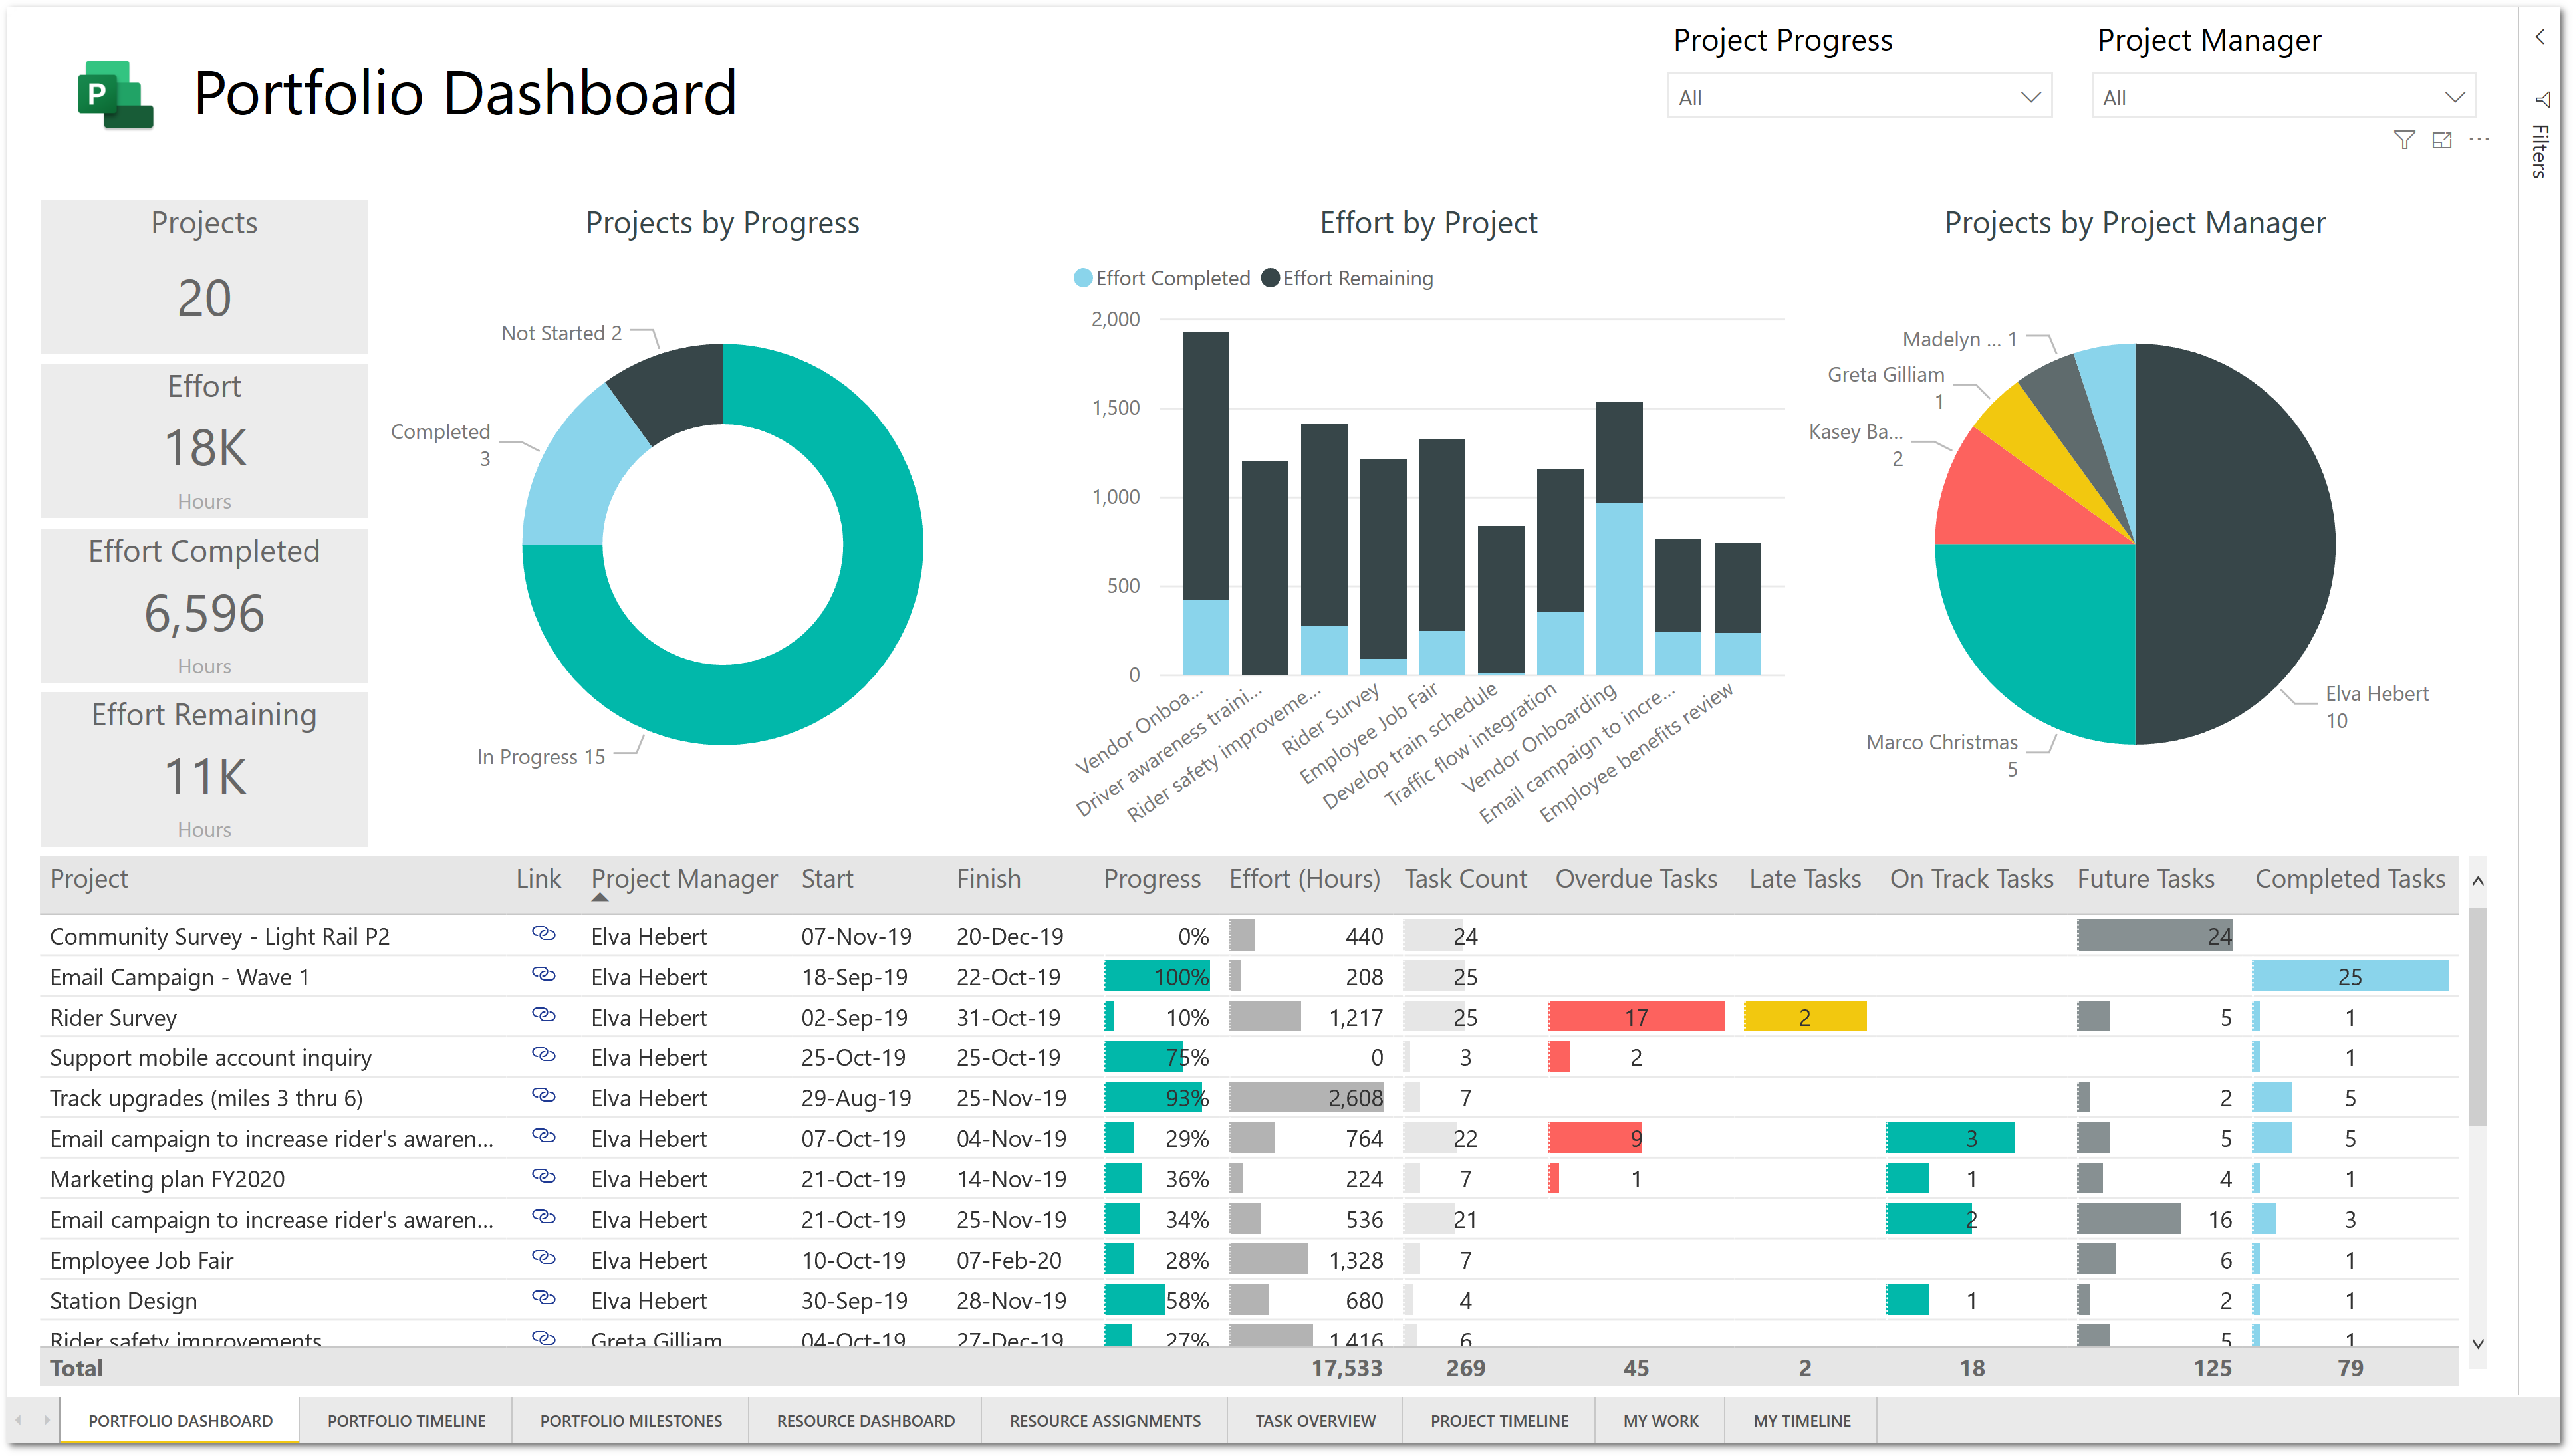 Project Progress
Project Manager
All
All
Filters
P
Portfolio Dashboard
Projects
20
Effort
18K
Hours
Effort Completed
6,596
Hours
Effort Remaining
11K
Hours
Projects by Progress
Not Started 2
Completed
3
In Progress 15
Effort by Project
Effort Completed Effort Remaining
2,000
1,500
1,000
500
0
Vendor Onboa...
Driver awareness traini...
Rider safety improveme...
Rider Survey
Employee Job Fair
Develop train schedule
Traffic flow integration
Vendor Onboarding
Email campaign to incre...
Employee benefits review
Projects by Project Manager
Madelyn ... 1
Greta Gilliam
1
Kasey Ba...
2
Marco Christmas
5
Elva Hebert
10
Project Link Project Manager Start Finish Progress Effort (Hours) Task Count Overdue Tasks Late Tasks On Track Tasks Future Tasks Completed Tasks
Community Survey - Light Rail P2 Elva Hebert 07-Nov-19 20-Dec-19 0% 440 24 24
Email Campaign - Wave 1 Elva Hebert 18-Sep-19 22-Oct-19 100% 208 25 25
Rider Survey Elva Hebert 02-Sep-19 31-Oct-19 10% 1,217 25 17 2 5 1
Support mobile account inquiry Elva Hebert 25-Oct-19 25-Oct-19 75% 0 3 2 1
Track upgrades (miles 3 thru 6) Elva Hebert 29-Aug-19 25-Nov-19 93% 2,608 7 2 5
Email campaign to increase rider's awaren... Elva Hebert 07-Oct-19 04-Nov-19 29% 764 22 9 3 5 5
Marketing plan FY2020 Elva Hebert 21-Oct-19 14-Nov-19 36% 224 7 1 1 4 1
Email campaign to increase rider's awaren... Elva Hebert 21-Oct-19 25-Nov-19 34% 536 21 2 16 3
Employee Job Fair Elva Hebert 10-Oct-19 07-Feb-20 28% 1,328 7 6 1
Station Design Elva Hebert 30-Sep-19 28-Nov-19 58% 680 4 1 2 1
Rider safety improvements Greta Gilliam 04-Oct-19 27-Dec-19 27% 1,416 6 5 1
Total 17,533 269 45 2 18 125 79
PORTFOLIO DASHBOARD PORTFOLIO TIMELINE PORTFOLIO MILESTONES RESOURCE DASHBOARD RESOURCE ASSIGNMENTS TASK OVERVIEW PROJECT TIMELINE MY WORK MY TIMELINE